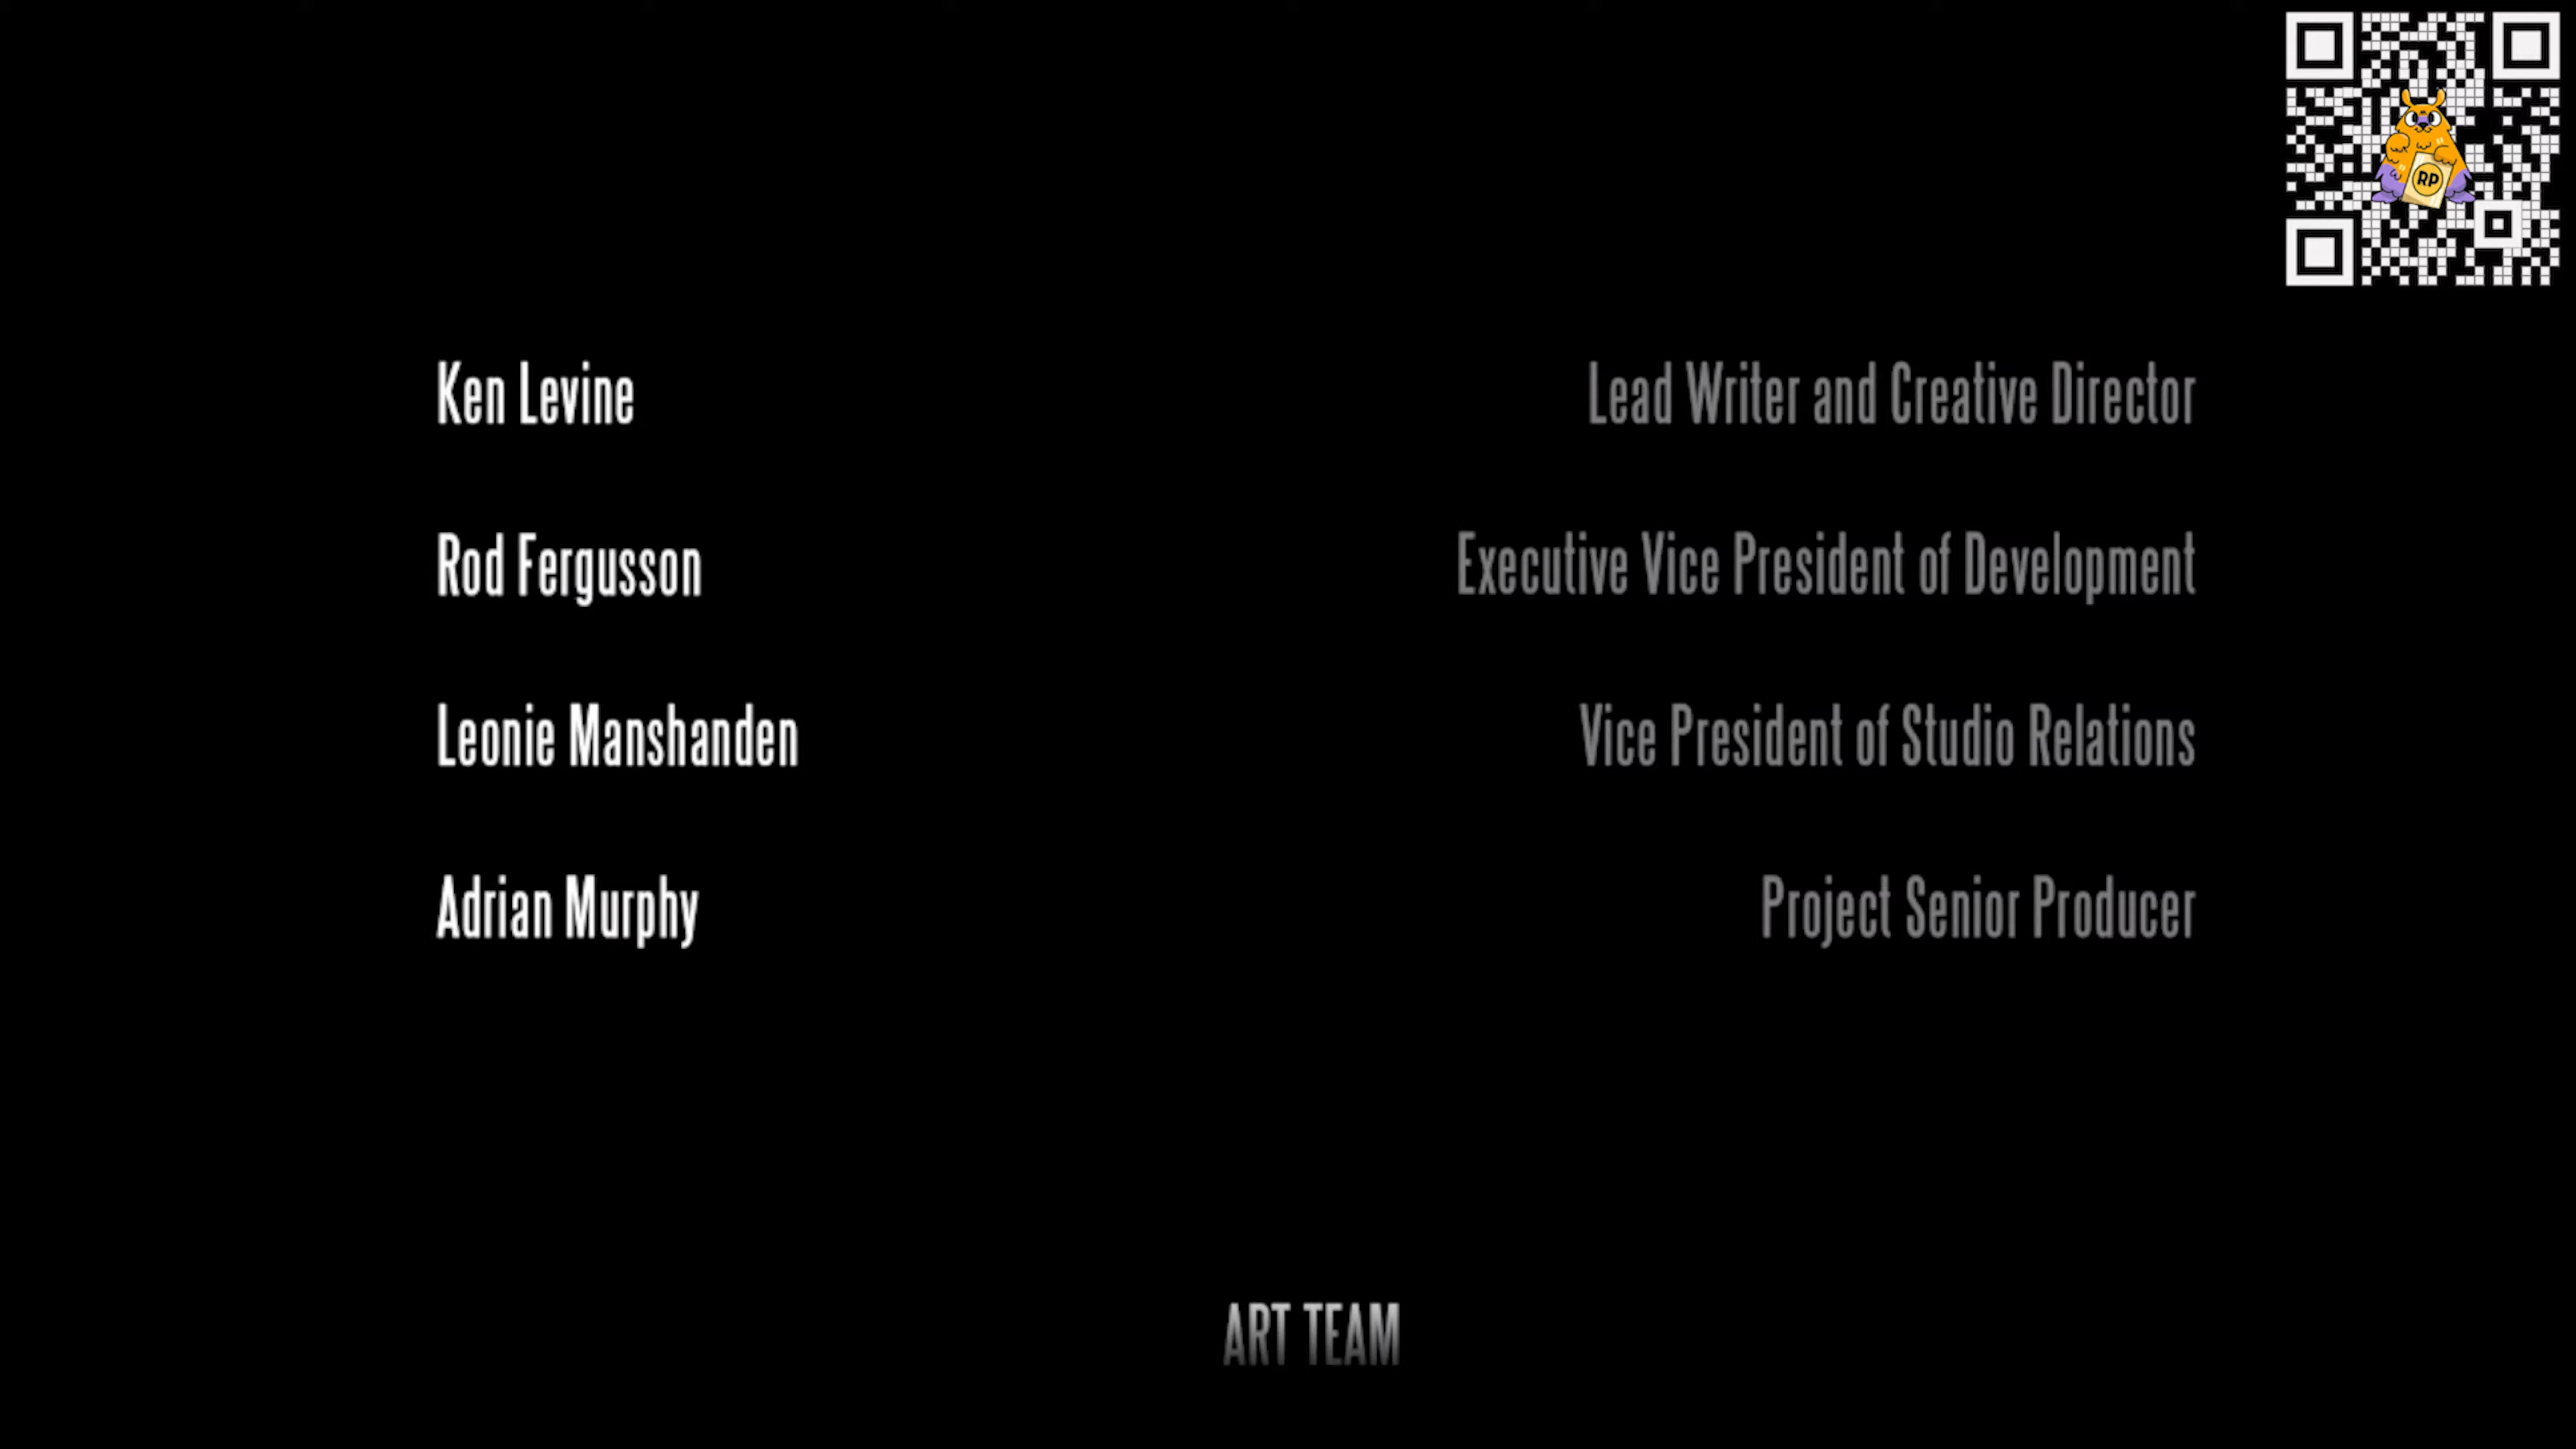 RP
Ken Levine Lead Writer and Creative Director
Rod Fergusson Executive Vice President of Development
Leonie Manshanden Vice President of Studio Relations
Adrian Murphy Project Senior Producer
ART TEAM